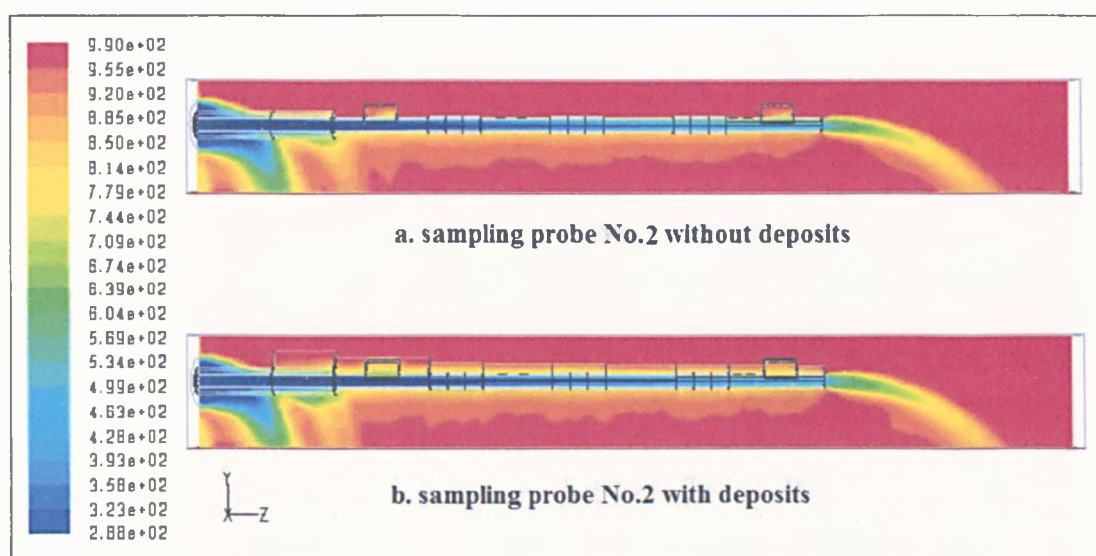 9.90e+02
9.55e+02
9.20e+02
8.85e+02
8.50e+02
8.14e+02
7.79e+02
7.44e+02
7.09e+02
6.74e+02
6.39e+02
6.04e+02
5.69e+02
5.34e+02
4.99e+02
4.63e+02
4.28e+02
3.93e+02
3.58e+02
3.23e+02
2.88e+02
a. sampling probe No.2 without deposits
b. sampling probe No.2 with deposits
Y
X
Z